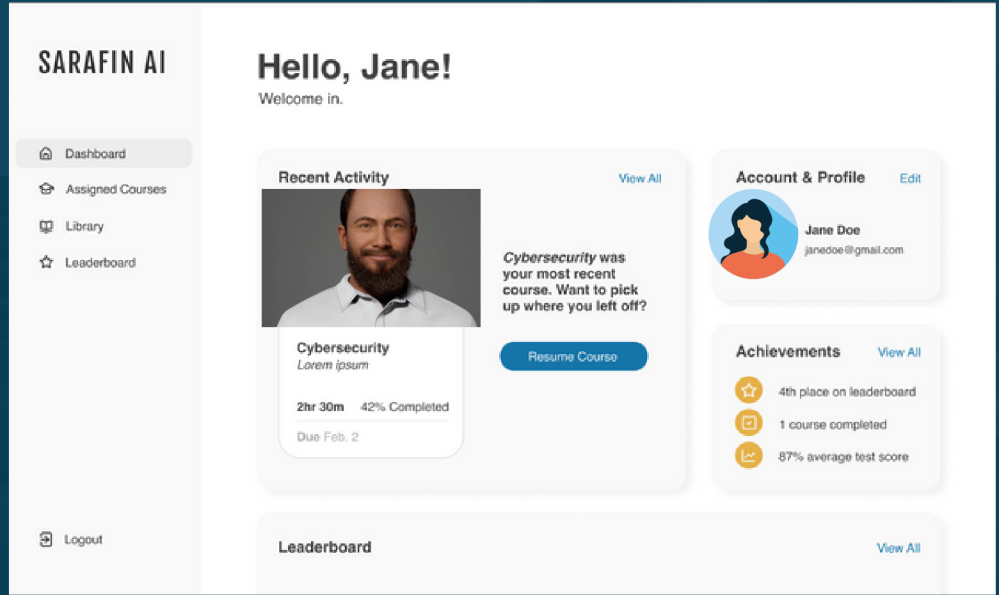 SARAFIN AI
Dashboard
Assigned Courses
Library
Leaderboard
Logout
Hello, Jane!
Welcome in.
Recent Activity
View All
Cybersecurity was
your most recent
course. Want to pick
up where you left off?
Resume Course
Cybersecurity
Lorem ipsum
2hr 30m 42% Completed
Due Feb. 2
Account & Profile
Edit
Jane Doe
janedoe@gmail.com
Achievements
View All
4th place on leaderboard
1 course completed
87% average test score
Leaderboard
View All